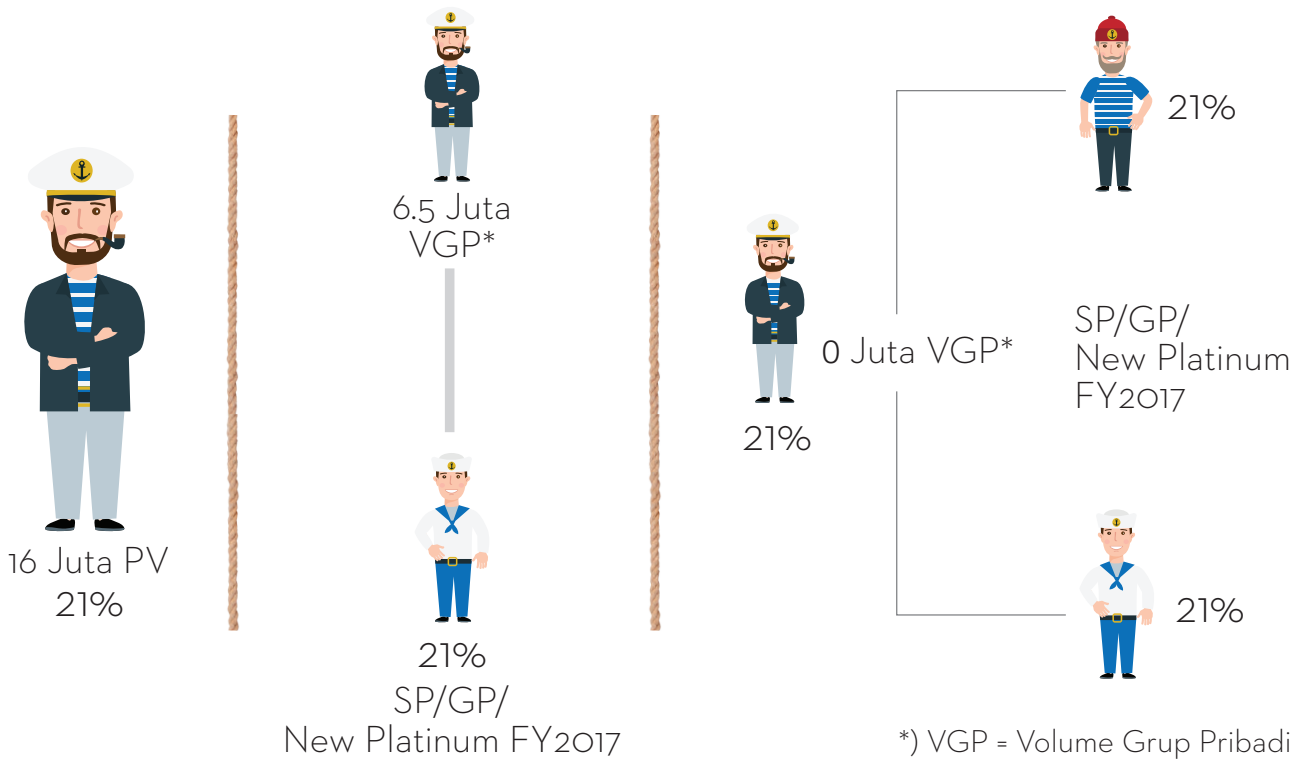 16 Juta PV
21%
6.5 Juta
VGP*
21%
SP/GP/
New Platinum FY2017
21%
0 Juta VGP*
21%
SP/GP/
New Platinum
FY2017
21%
*) VGP = Volume Grup Pribadi